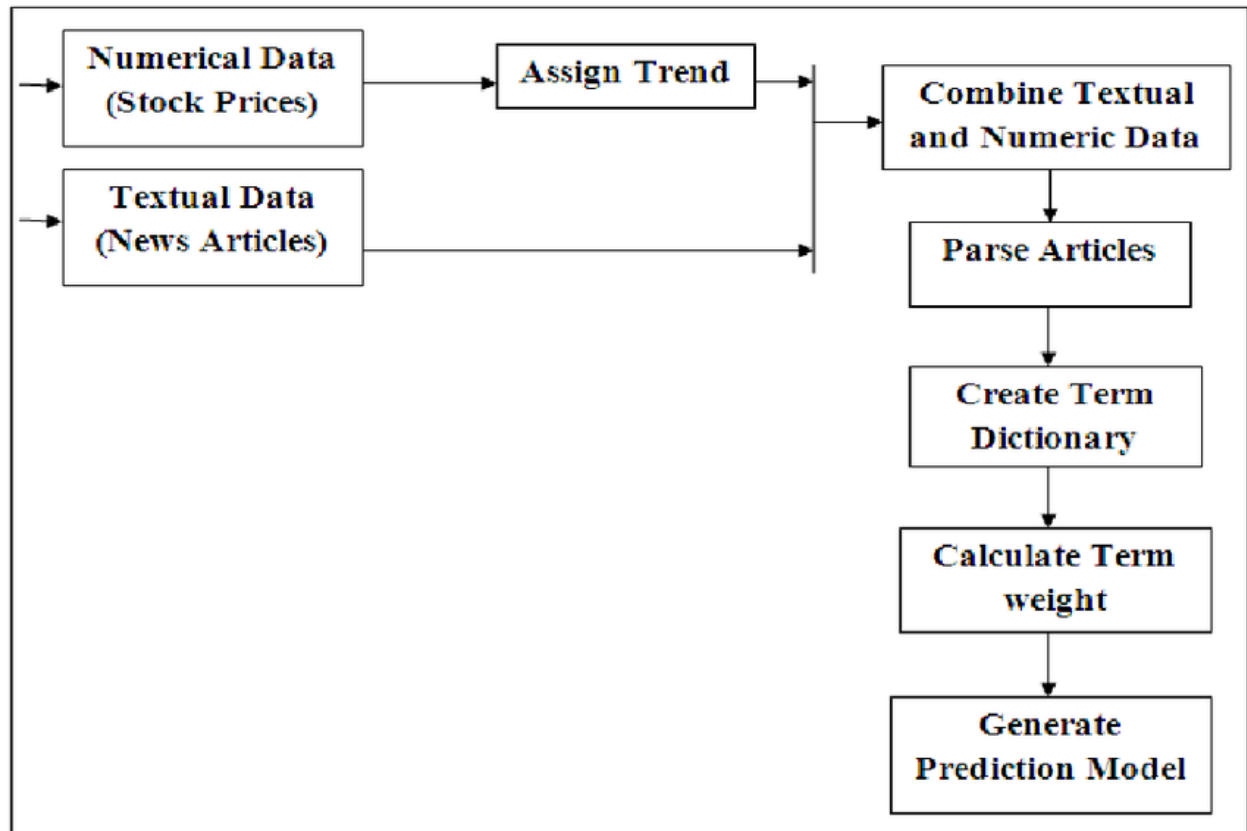 Numerical Data
(Stock Prices)
Assign Trend
Combine Textual
and Numeric Data
Textual Data
(News Articles)
Parse Articles
Create Term
Dictionary
Calculate Term
weight
Generate
Prediction Model